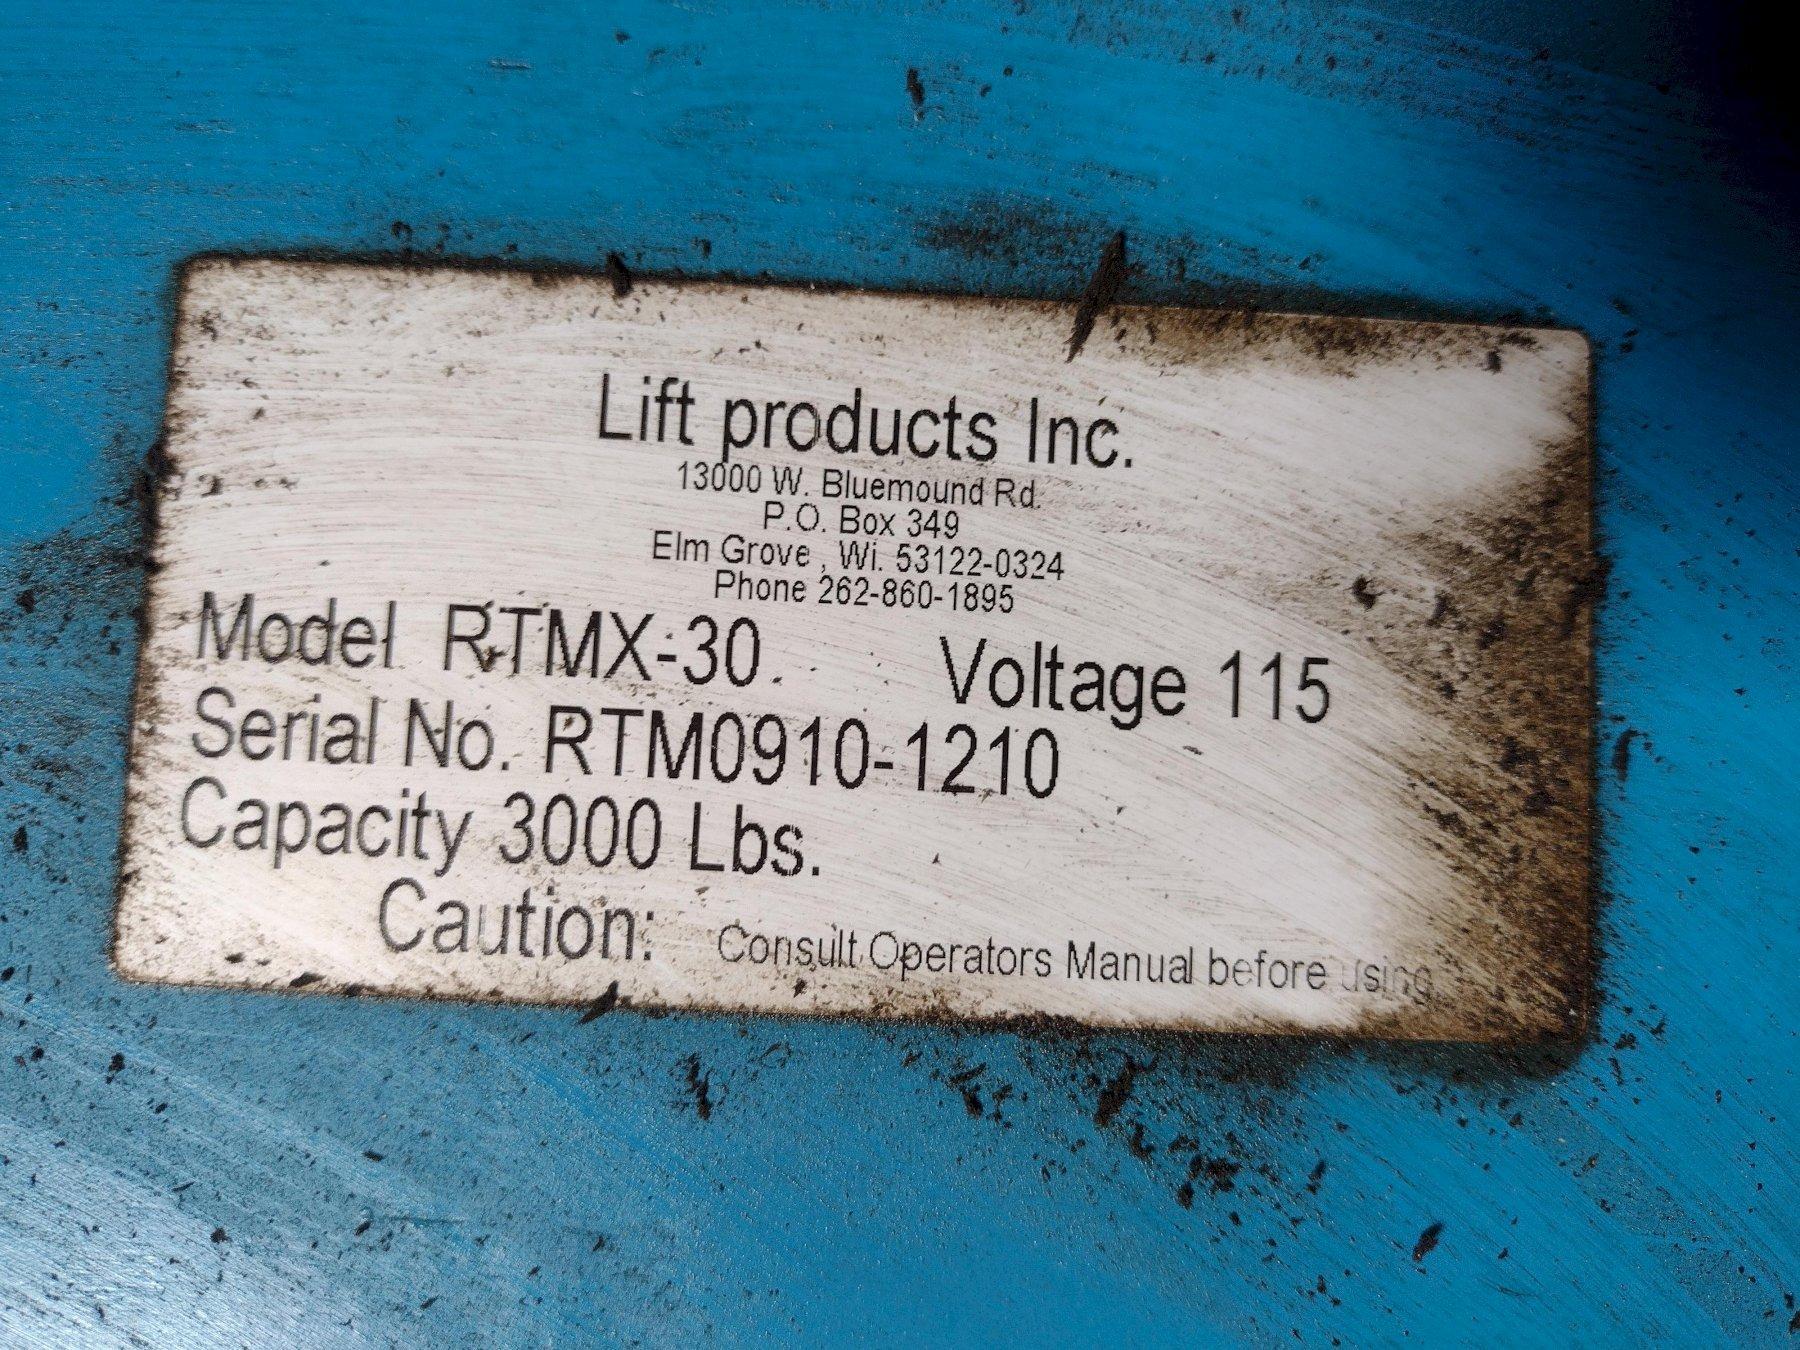 Lift products Inc.
13000 W. Bluemound Rd.
P.O. Box 349
Elm Grove , Wi. 53122-0324
Phone 262-860-1895
Model RTMX-30. Voltage 115
Serial No. RTM0910-1210
Capacity 3000 Lbs.
Caution: Consult Operators Manual before using.